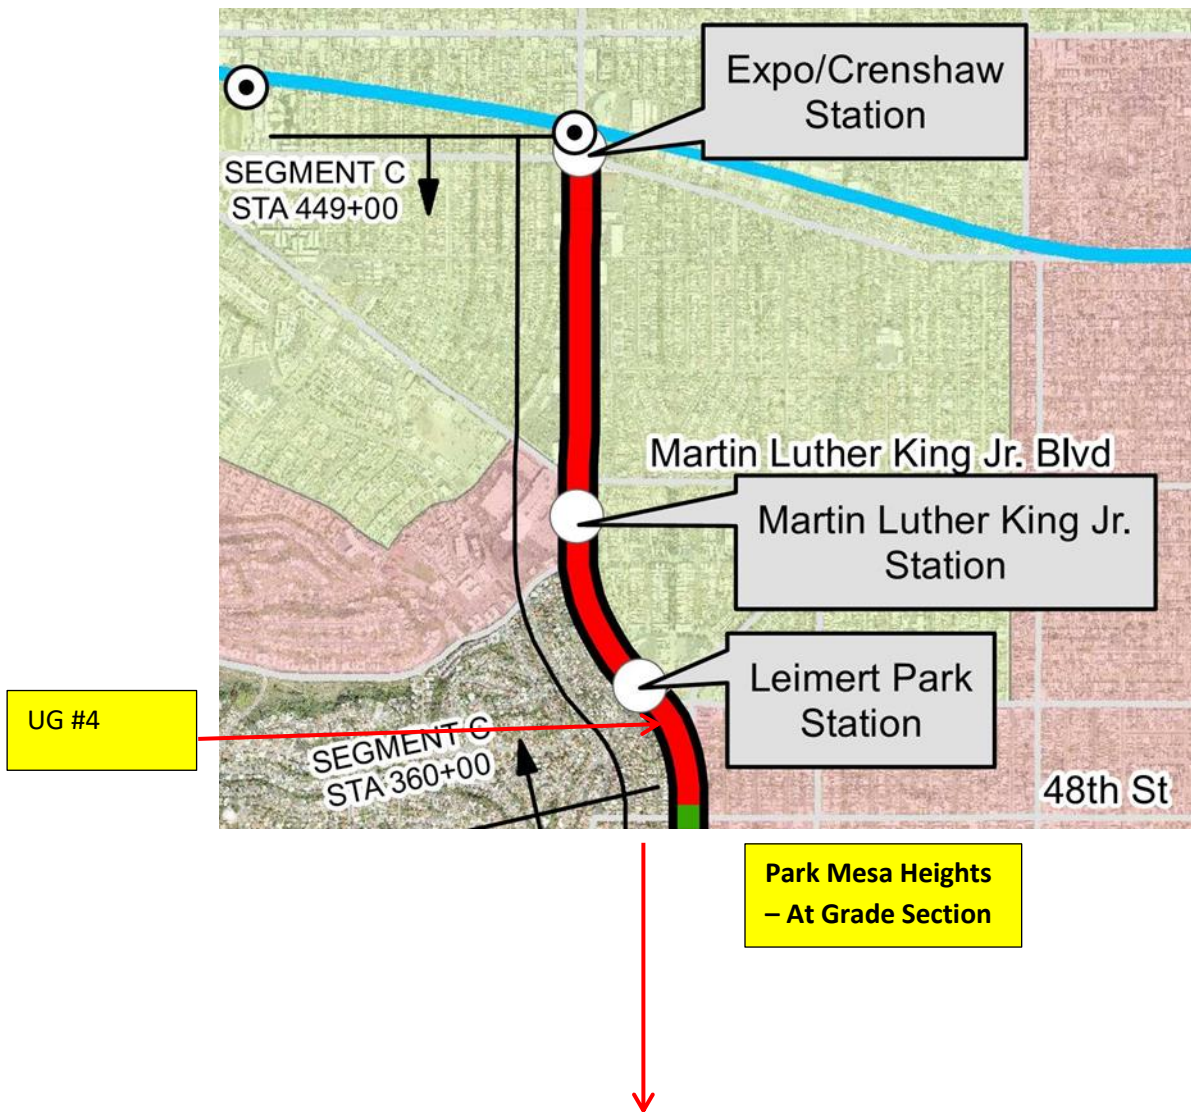 Expo/Crenshaw
Station
SEGMENT C
STA 449+00
Martin Luther King Jr. Blvd
Martin Luther King Jr.
Station
Leimert Park
Station
UG #4
SEGMENT C
STA 360+00
48th St
Park Mesa Heights
– At Grade Section